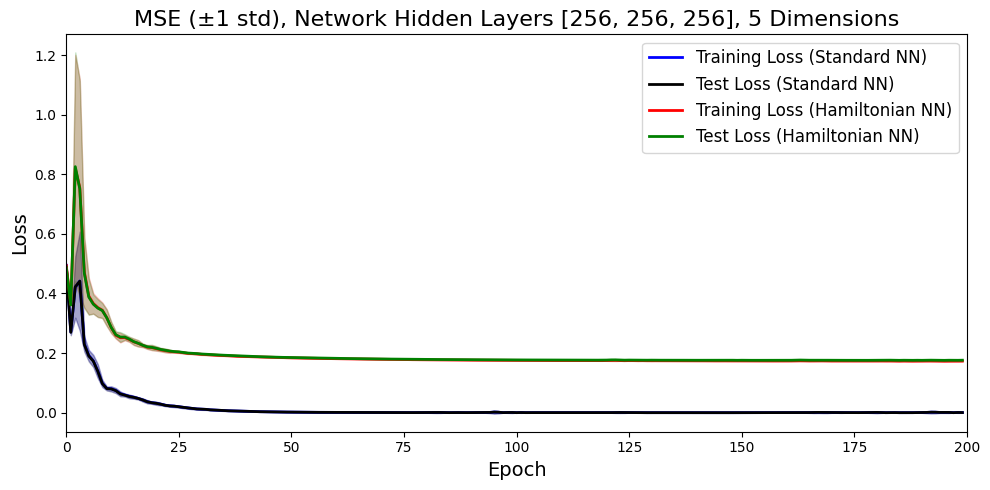 MSE (±1 std), Network Hidden Layers [256, 256, 256], 5 Dimensions
Training Loss (Standard NN)
Test Loss (Standard NN)
Training Loss (Hamiltonian NN)
Test Loss (Hamiltonian NN)
Loss
1.2
1.0
0.8
0.6
0.4
0.2
0.0
0 25 50 75 100 125 150 175 200
Epoch